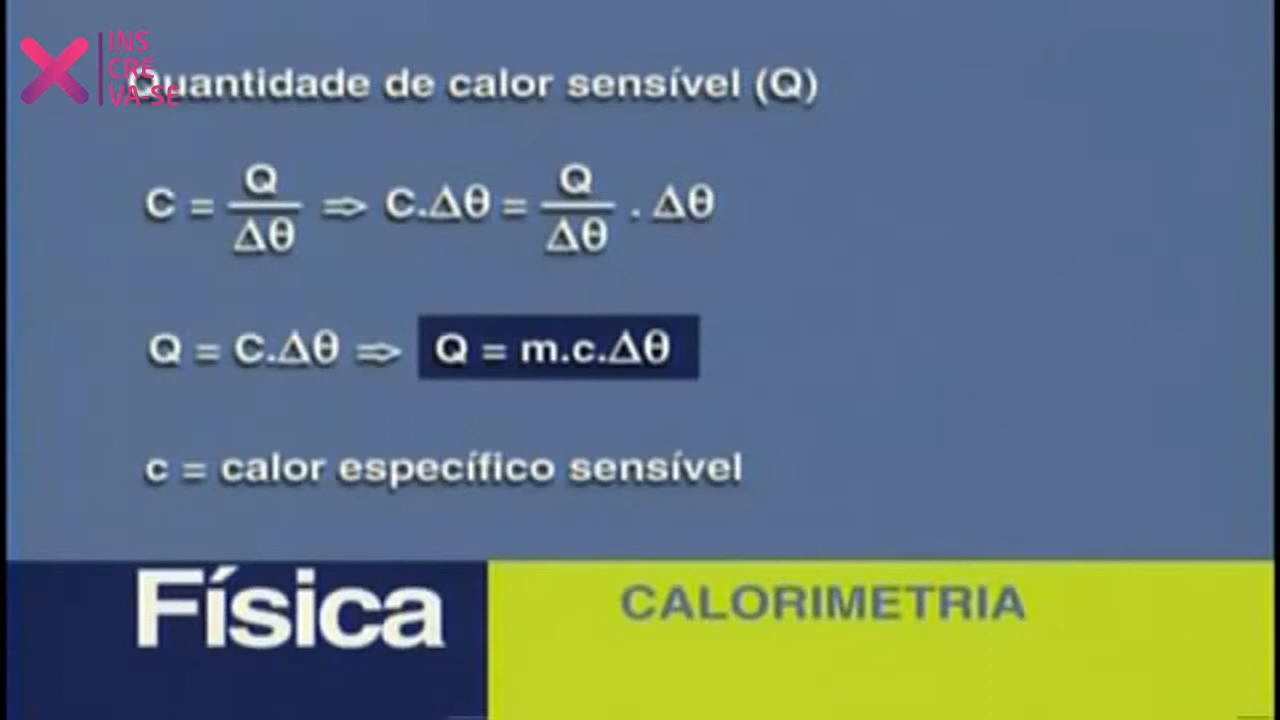 INS
CRE
VA-SE
Quantidade de calor sensível (Q)
C = Q/Δθ ⇒ C.Δθ = Q/Δθ . Δθ
Q = C.Δθ ⇒ Q = m.c.Δθ
c = calor específico sensível
Física
CALORIMETRIA